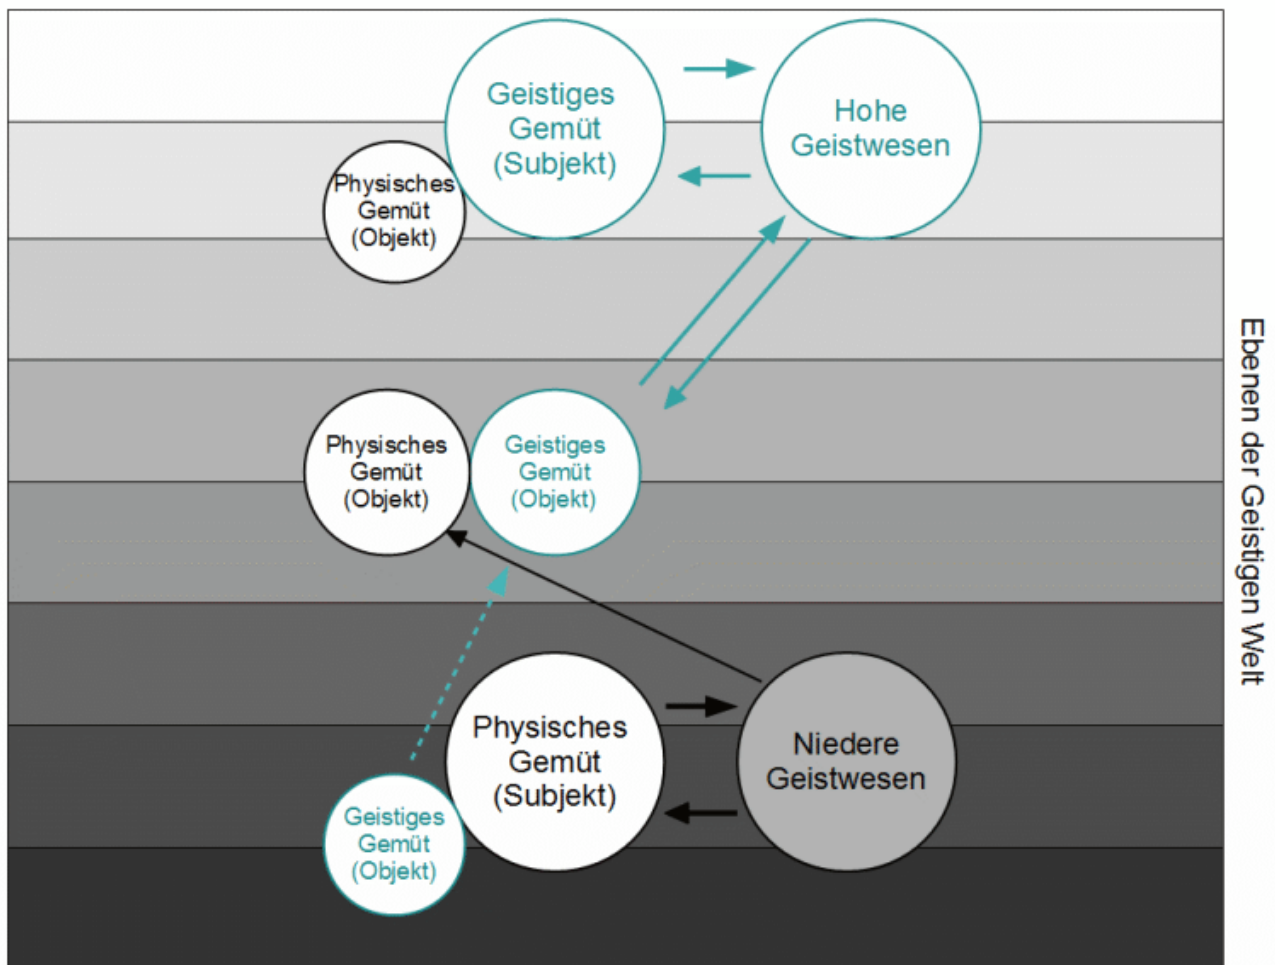 Geistiges
Gemüt
(Subjekt)
Hohe
Geistwesen
Physisches
Gemüt
(Objekt)
Physisches
Gemüt
(Objekt)
Geistiges
Gemüt
(Objekt)
Physisches
Gemüt
(Subjekt)
Niedere
Geistwesen
Geistiges
Gemüt
(Objekt)
Ebenen der Geistigen Welt